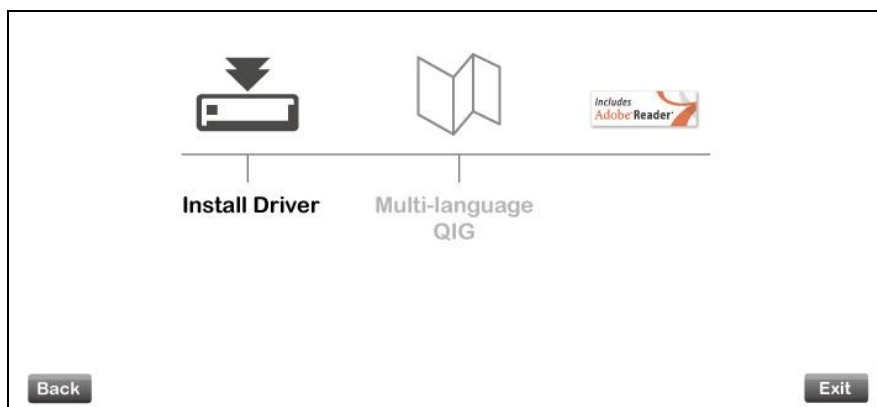 Includes
Adobe® Reader®
Install Driver
Multi-language
QIG
Back
Exit